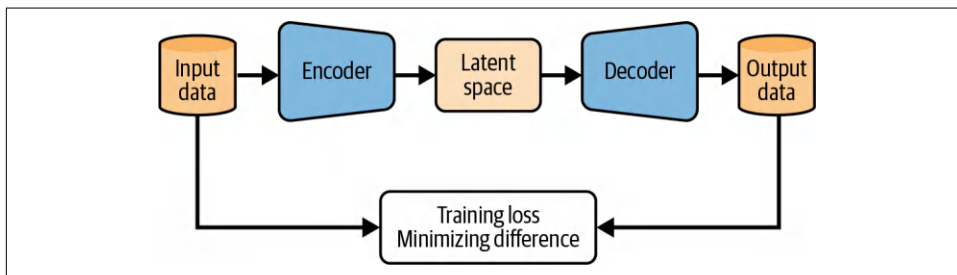 Input
data
Encoder
Latent
space
Decoder
Output
data
Training loss
Minimizing difference